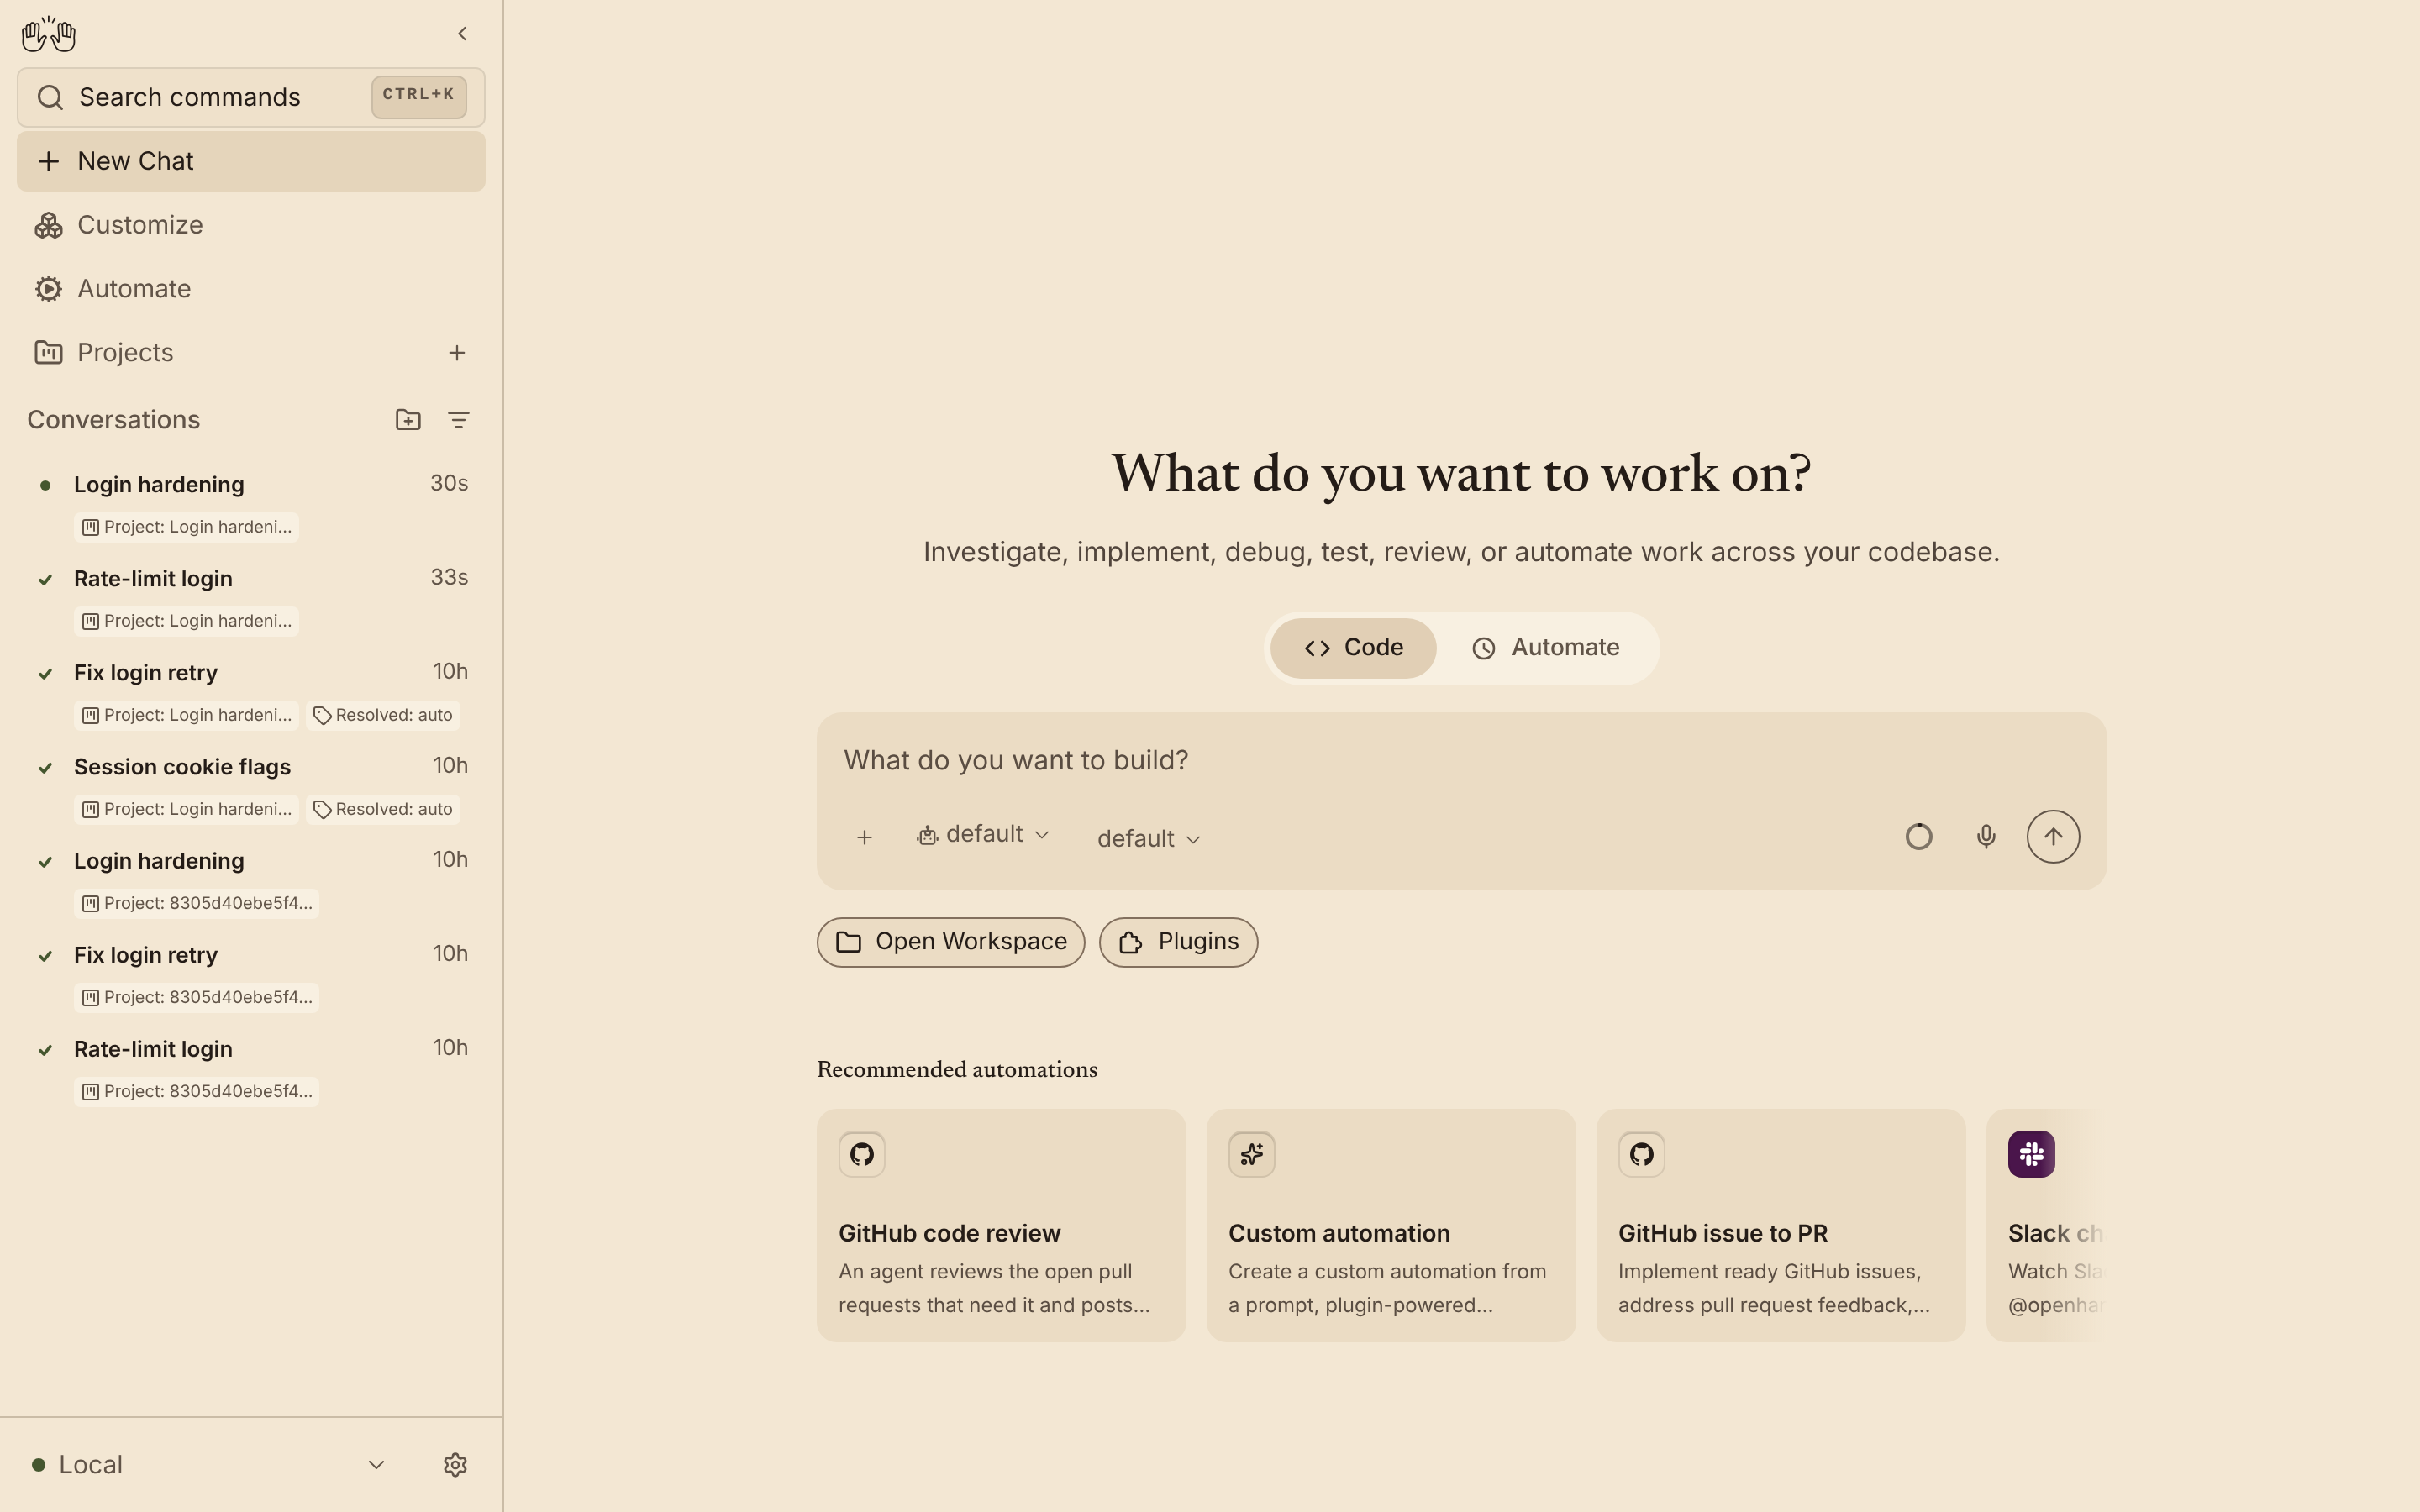 Search commands CTRL+K
New Chat
Customize
Automate
Projects
Conversations
Login hardening 30s
Project: Login hardeni...
Rate-limit login 33s
Project: Login hardeni...
Fix login retry 10h
Project: Login hardeni... Resolved: auto
Session cookie flags 10h
Project: Login hardeni... Resolved: auto
Login hardening 10h
Project: 8305d40ebe5f4...
Fix login retry 10h
Project: 8305d40ebe5f4...
Rate-limit login 10h
Project: 8305d40ebe5f4...
Local
What do you want to work on?
Investigate, implement, debug, test, review, or automate work across your codebase.
Code Automate
What do you want to build?
default default
Open Workspace Plugins
Recommended automations
GitHub code review
An agent reviews the open pull
requests that need it and posts...
Custom automation
Create a custom automation from
a prompt, plugin-powered...
GitHub issue to PR
Implement ready GitHub issues,
address pull request feedback,...
Slack ch
Watch Sla
@openha